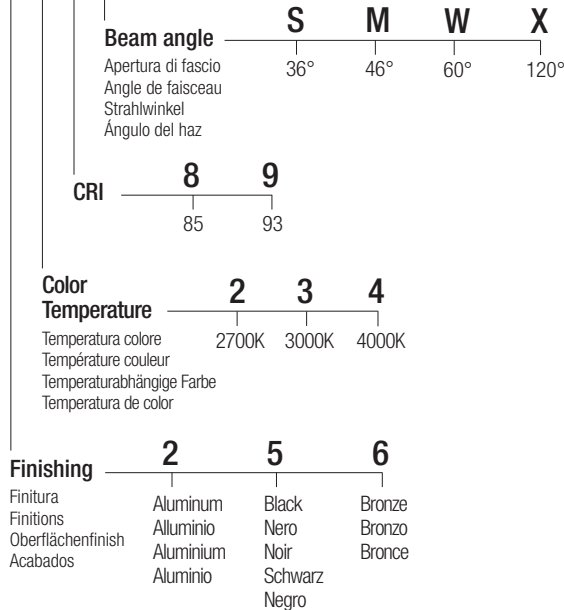 S M W X
Beam angle
36° 46° 60° 120°
Apertura di fascio
Angle de faisceau
Strahlwinkel
Ángulo del haz
8 9
CRI
85 93
Color
Temperature
2 3 4
Temperatura colore
2700K 3000K 4000K
Température couleur
Temperaturabhängige Farbe
Temperatura de color
2 5 6
Finishing
Finitura
Finitions
Oberflächenfinish
Acabados
Aluminum
Alluminio
Aluminium
Aluminio
Black
Nero
Noir
Schwarz
Negro
Bronze
Bronzo
Bronce